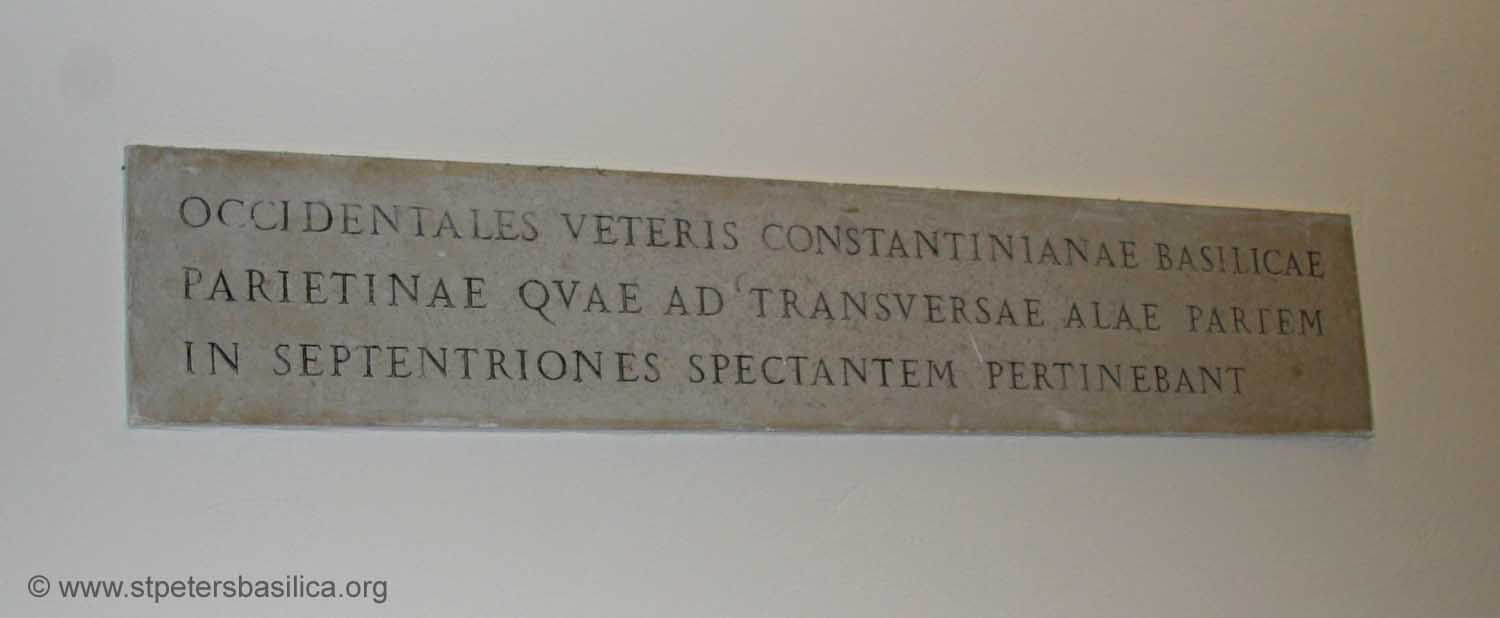 OCCIDENTALES VETERIS CONSTANTINIANAE BASILICAE
PARIETINAE QVAE AD TRANSVERSAE ALAE PARTEM
IN SEPTENTRIONES SPECTANTEM PERTINEBANT
© www.stpetersbasilica.org